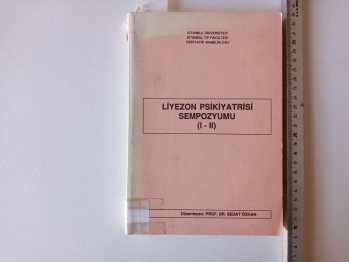 İSTANBUL ÜNİVERSİTESİ
İSTANBUL TIP FAKÜLTESİ
PSİKİYATRİ ANABİLİM DALI
LİYEZON PSİKİYATRİSİ
SEMPOZYUMU
(I - II)
Düzenleyen: PROF. DR. SEDAT ÖZKAN